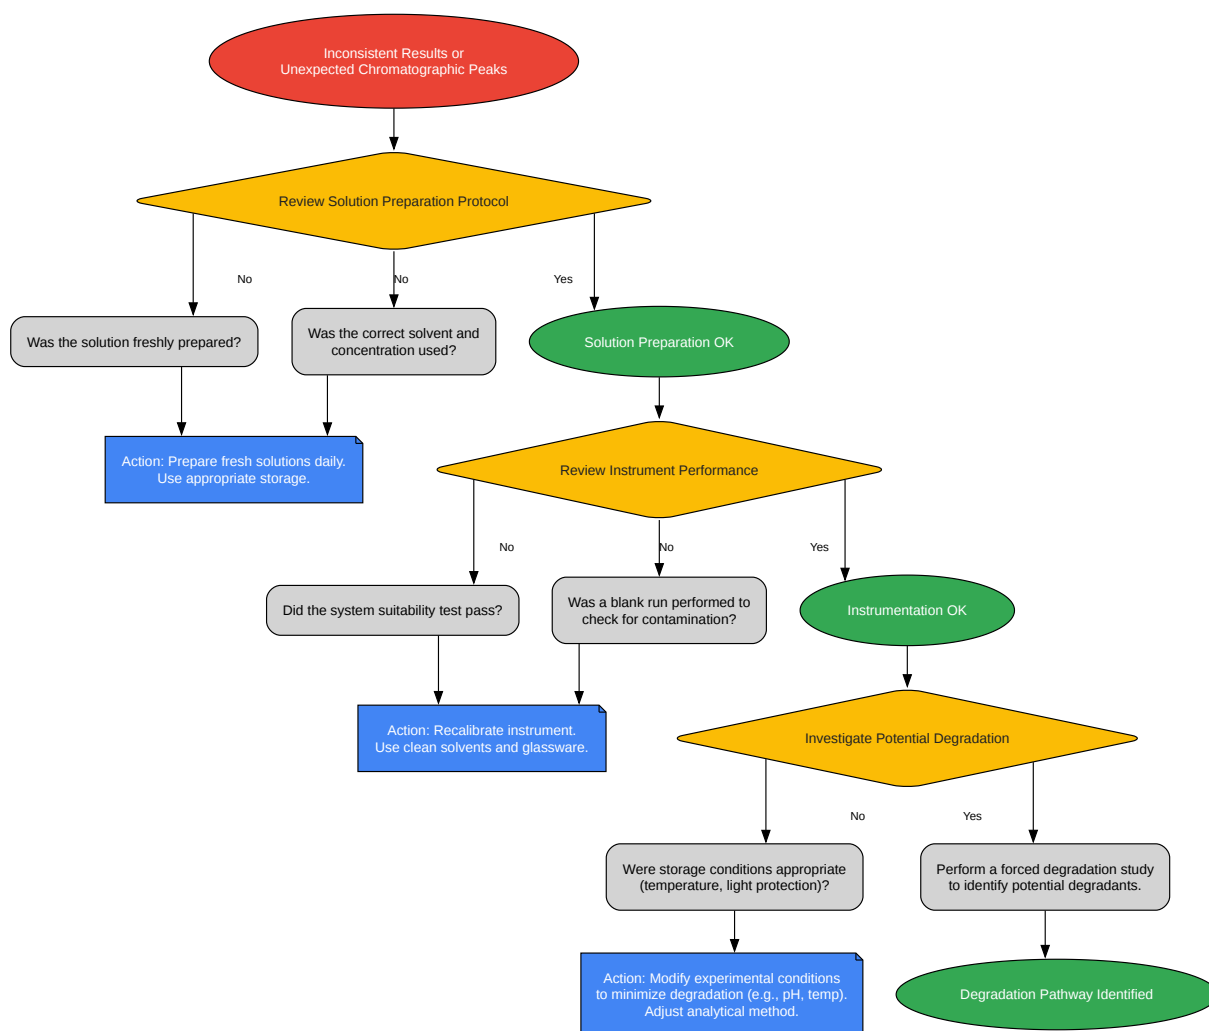 Inconsistent Results or
Unexpected Chromatographic Peaks
Review Solution Preparation Protocol
No
No
Yes
Was the solution freshly prepared?
Was the correct solvent and
concentration used?
Solution Preparation OK
Action: Prepare fresh solutions daily.
Use appropriate storage.
Review Instrument Performance
No
No
Yes
Did the system suitability test pass?
Was a blank run performed to
check for contamination?
Instrumentation OK
Action: Recalibrate instrument.
Use clean solvents and glassware.
Investigate Potential Degradation
No
Yes
Were storage conditions appropriate
(temperature, light protection)?
Perform a forced degradation study
to identify potential degradants.
Action: Modify experimental conditions
to minimize degradation (e.g., pH, temp).
Adjust analytical method.
Degradation Pathway Identified